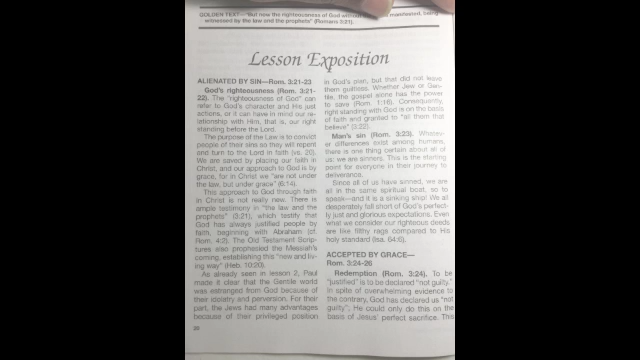 GOLDEN TEXT—"But now the righteousness of God without manifested, being
witnessed by the law and the prophets" (Romans 3:21).
Lesson Exposition
ALIENATED BY SIN—Rom. 3:21-23
God's righteousness (Rom. 3:21-
22). The "righteousness of God" can
refer to God's character and His just
actions, or it can have in mind our re-
lationship with Him, that is, our right
standing before the Lord.
The purpose of the Law is to convict
people of their sins so they will repent
and turn to the Lord in faith (vs. 20).
We are saved by placing our faith in
Christ, and our approach to God is by
grace, for in Christ we "are not under
the law, but under grace" (6:14).
This approach to God through faith
in Christ is not really new. There is
ample testimony in "the law and the
prophets" (3:21), which testify that
God has always justified people by
faith, beginning with Abraham (cf.
Rom. 4:2). The Old Testament Scrip-
tures also prophesied the Messiah's
coming, establishing this "new and liv-
ing way" (Heb. 10:20).
As already seen in lesson 2, Paul
made it clear that the Gentile world
was estranged from God because of
their idolatry and perversion. For their
part, the Jews had many advantages
because of their privileged position
in God's plan, but that did not leave
them guiltless. Whether Jew or Gen-
tile, the gospel alone has the power
to save (Rom. 1:16). Consequently,
right standing with God is on the basis
of faith and granted to "all them that
believe" (3:22).
Man's sin (Rom. 3:23). Whatev-
er differences exist among humans,
there is one thing certain about all of
us: we are sinners. This is the starting
point for everyone in their journey to
deliverance.
Since all of us have sinned, we are
all in the same spiritual boat, so to
speak—and it is a sinking ship! We all
desperately fall short of God's perfect-
ly just and glorious expectations. Even
what we consider our righteous deeds
are like filthy rags compared to His
holy standard (Isa. 64:6).
ACCEPTED BY GRACE—
Rom. 3:24-26
Redemption (Rom. 3:24). To be
"justified" is to be declared "not guilty."
In spite of overwhelming evidence to
the contrary, God has declared us "not
guilty"; He could only do this on the
basis of Jesus' perfect sacrifice. This